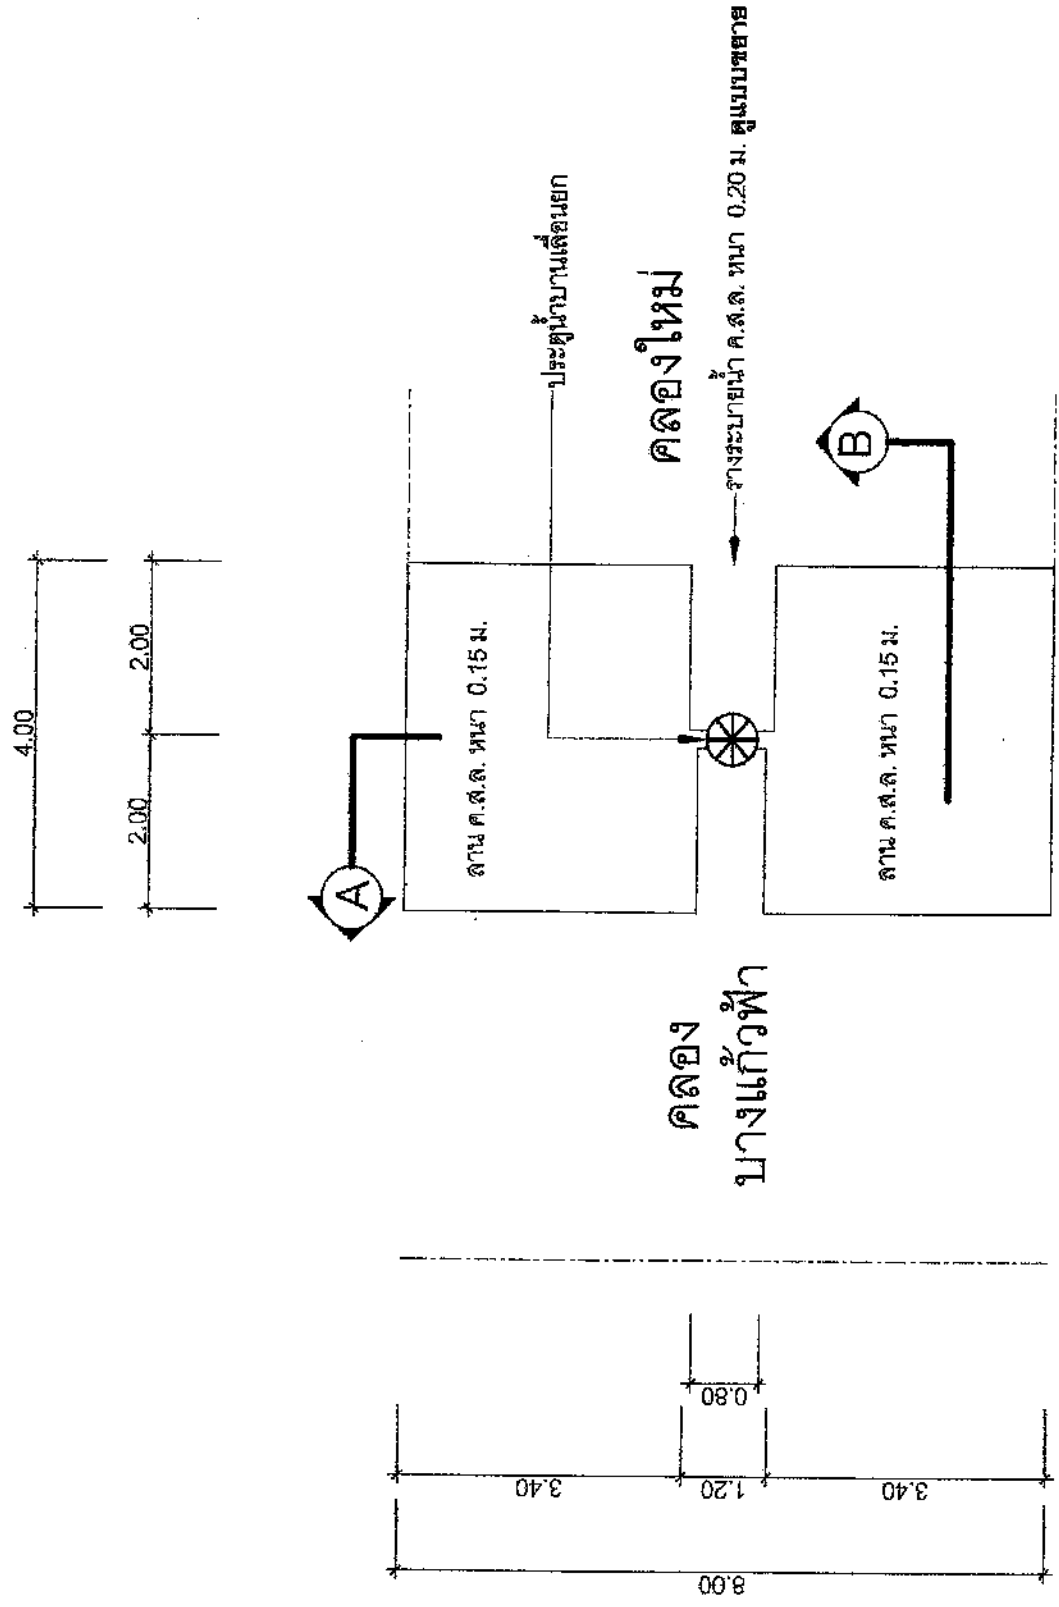 4.00
2.00
2.00
A
ลาน ค.ส.ล. หนา 0.15 ม.
ประตูน้ำบานเลื่อนยก
คลองใหม่
รางระบายน้ำ ค.ส.ล. หนา 0.20 ม. ดูแบบขยาย
B
ลาน ค.ส.ล. หนา 0.15 ม.
คลอง
บางแก้วฟ้า
0.80
3.40
1.20
3.40
8.00